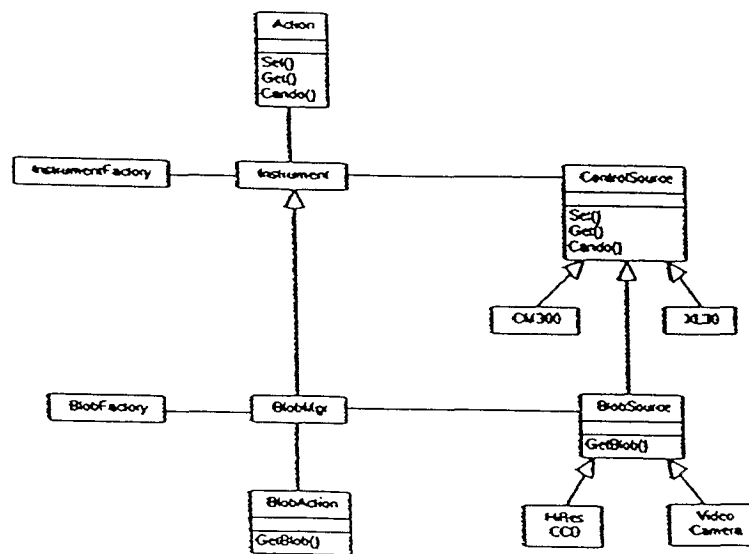 Action
Set()
Get()
Cando()
InstrumentFactory
Instrument
ControlSource
Set()
Get()
Cando()
CM300
XL30
BlobFactory
BlobMgr
BlobSource
GetBlob()
BlobAction
GetBlob()
HiRes
CCD
Video
Camera